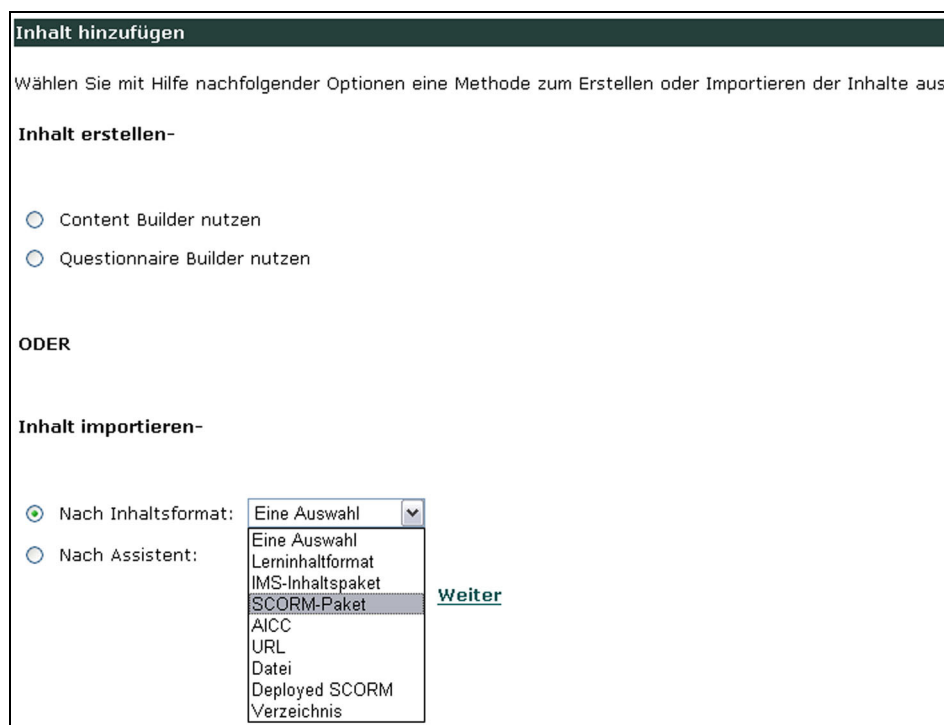 Inhalt hinzufügen
Wählen Sie mit Hilfe nachfolgender Optionen eine Methode zum Erstellen oder Importieren der Inhalte aus
Inhalt erstellen-
Content Builder nutzen
Questionnaire Builder nutzen
ODER
Inhalt importieren-
Nach Inhaltsformat: Eine Auswahl
Nach Assistent:
Eine Auswahl
Lerninhaltformat
IMS-Inhaltspaket
SCORM-Paket
AICC
URL
Datei
Deployed SCORM
Verzeichnis
Weiter